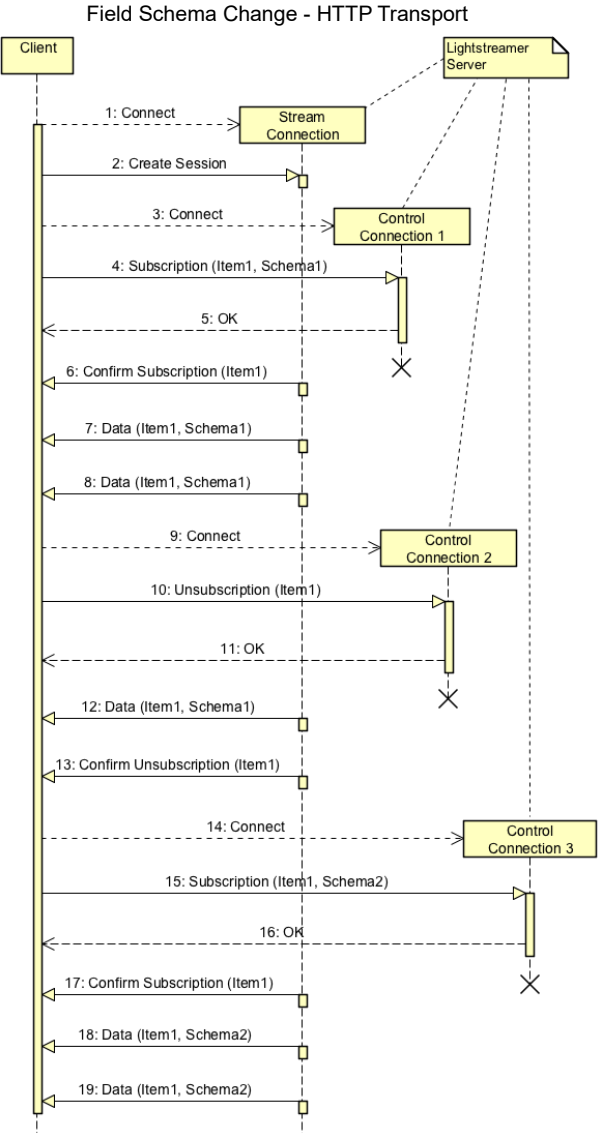 Field Schema Change - HTTP Transport
Client
Lightstreamer
Server
1: Connect
Stream
Connection
2: Create Session
3: Connect
Control
Connection 1
4: Subscription (Item1, Schema1)
5: OK
6: Confirm Subscription (Item1)
7: Data (Item1, Schema1)
8: Data (Item1, Schema1)
9: Connect
Control
Connection 2
10: Unsubscription (Item1)
11: OK
12: Data (Item1, Schema1)
13: Confirm Unsubscription (Item1)
14: Connect
Control
Connection 3
15: Subscription (Item1, Schema2)
16: OK
17: Confirm Subscription (Item1)
18: Data (Item1, Schema2)
19: Data (Item1, Schema2)